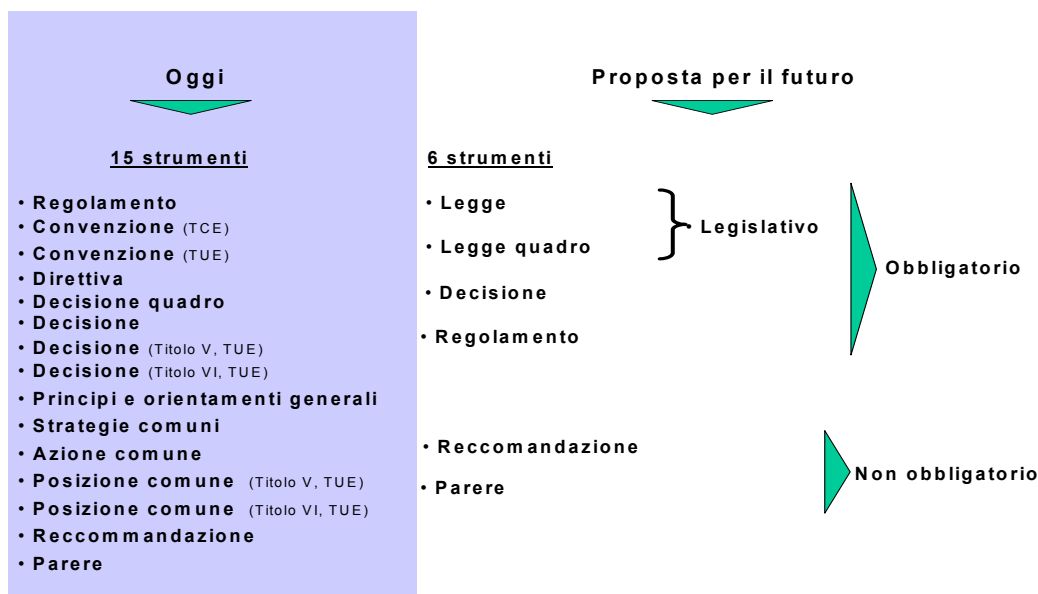 Oggi
15 strumenti
• Regolamento
• Convenzione (TCE)
• Convenzione (TUE)
• Direttiva
• Decisione quadro
• Decisione
• Decisione (Titolo V, TUE)
• Decisione (Titolo VI, TUE)
• Principi e orientamenti generali
• Strategie comuni
• Azione comune
• Posizione comune (Titolo V, TUE)
• Posizione comune (Titolo VI, TUE)
• Reccommandazione
• Parere
Proposta per il futuro
6 strumenti
• Legge
• Legge quadro
• Legislativo
• Decisione
• Regolamento
Obbligatorio
• Reccomandazione
• Parere
Non obbligatorio